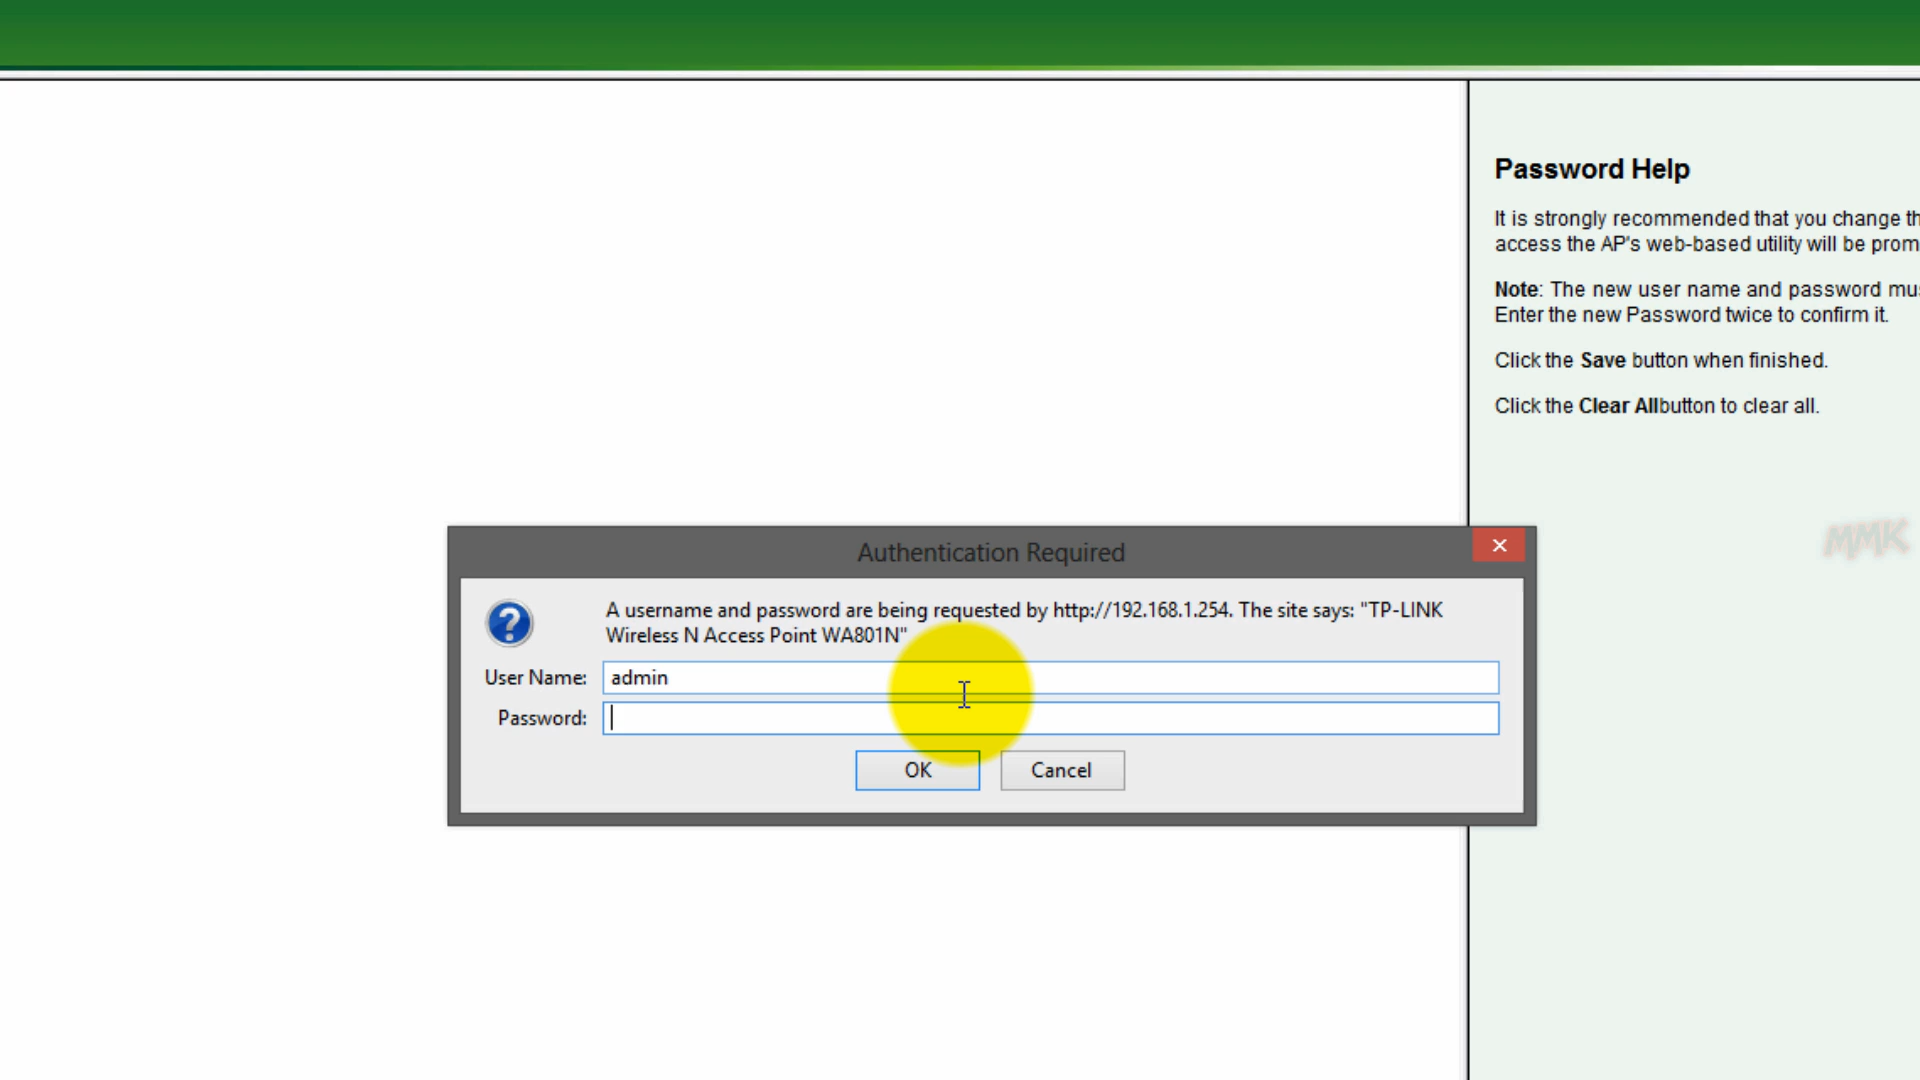 Password Help
It is strongly recommended that you change th
access the AP's web-based utility will be prom
Note: The new user name and password mus
Enter the new Password twice to confirm it.
Click the Save button when finished.
Click the Clear Allbutton to clear all.
MMK
Authentication Required
A username and password are being requested by http://192.168.1.254. The site says: "TP-LINK
Wireless N Access Point WA801N"
User Name: admin
Password:
OK Cancel